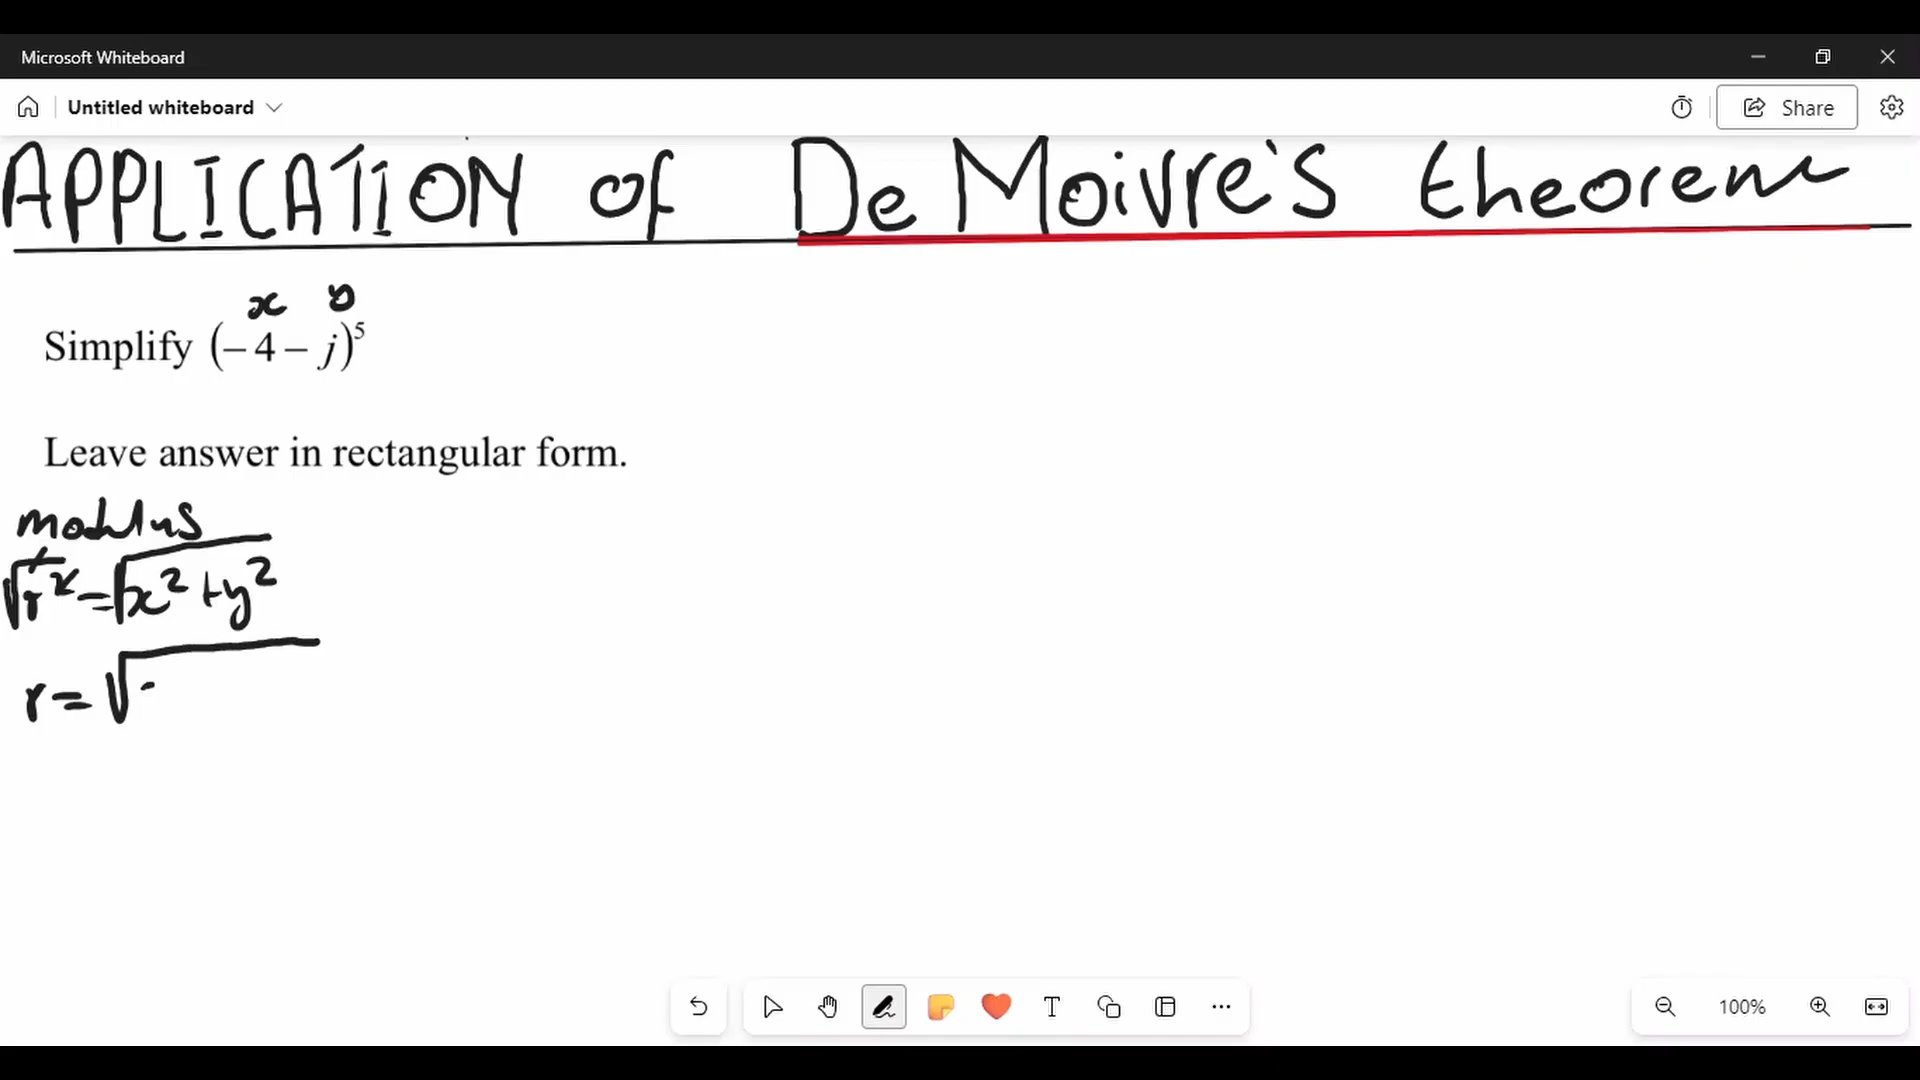 Microsoft Whiteboard
Untitled whiteboard
Share
APPLICATION of De Moivre's theorem
x y
Simplify (– 4 – j)⁵
Leave answer in rectangular form.
modulus
√r² = √x² + y²
r = √-
T
100%